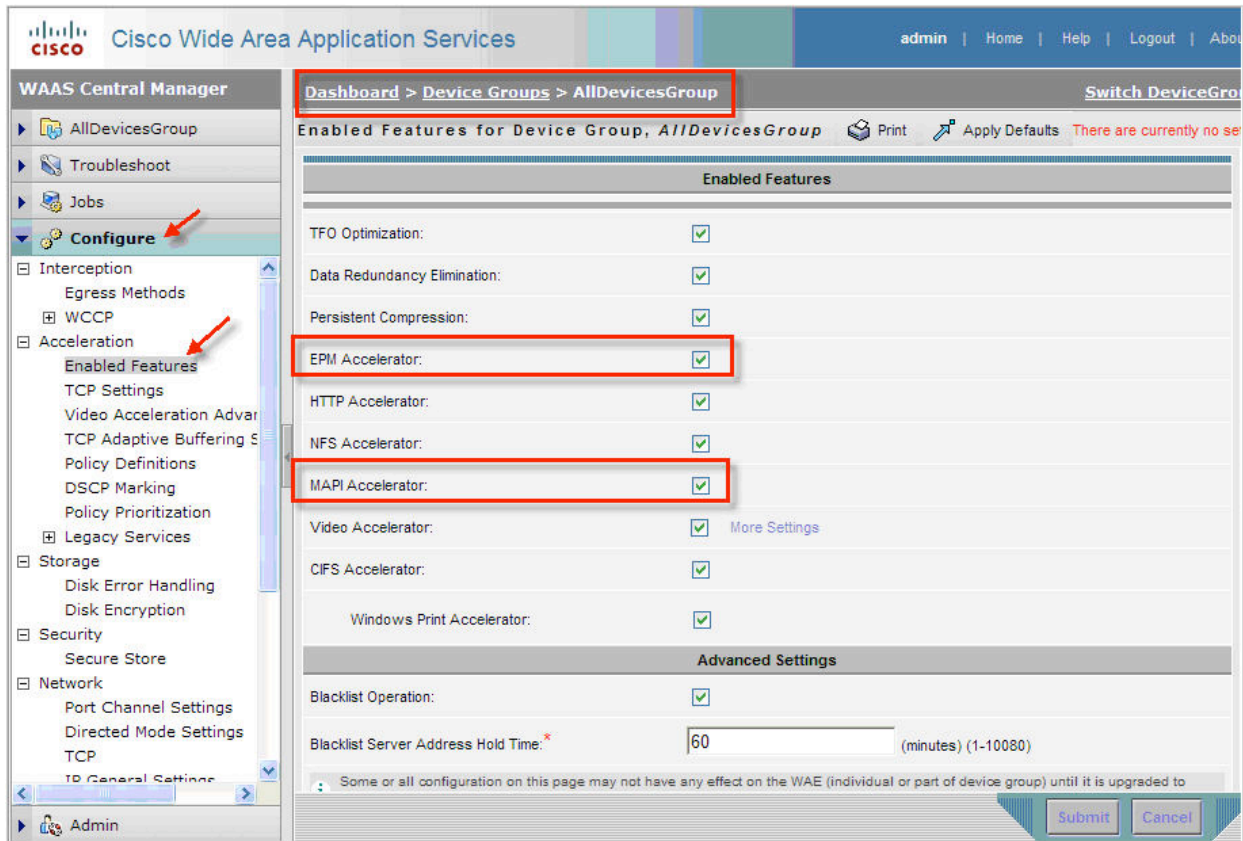 CISCO Cisco Wide Area Application Services
admin | Home | Help | Logout |
WAAS Central Manager
AllDevicesGroup
Troubleshoot
Jobs
Configure
Interception
Egress Methods
WCCP
Acceleration
Enabled Features
TCP Settings
Video Acceleration Advar
TCP Adaptive Buffering S
Policy Definitions
DSCP Marking
Policy Prioritization
Legacy Services
Storage
Disk Error Handling
Disk Encryption
Security
Secure Store
Network
Port Channel Settings
Directed Mode Settings
TCP
IP General Settings
Admin
Dashboard > Device Groups > AllDevicesGroup
Switch DeviceGro
Enabled Features for Device Group, AllDevicesGroup Print Apply Defaults There are currently no se
Enabled Features
TFO Optimization:
Data Redundancy Elimination:
Persistent Compression:
EPM Accelerator:
HTTP Accelerator:
NFS Accelerator:
MAPI Accelerator:
Video Accelerator: More Settings
CIFS Accelerator:
Windows Print Accelerator:
Advanced Settings
Blacklist Operation:
Blacklist Server Address Hold Time:* 60 (minutes) (1-10080)
Some or all configuration on this page may not have any effect on the WAE (individual or part of device group) until it is upgraded to
Submit Cancel